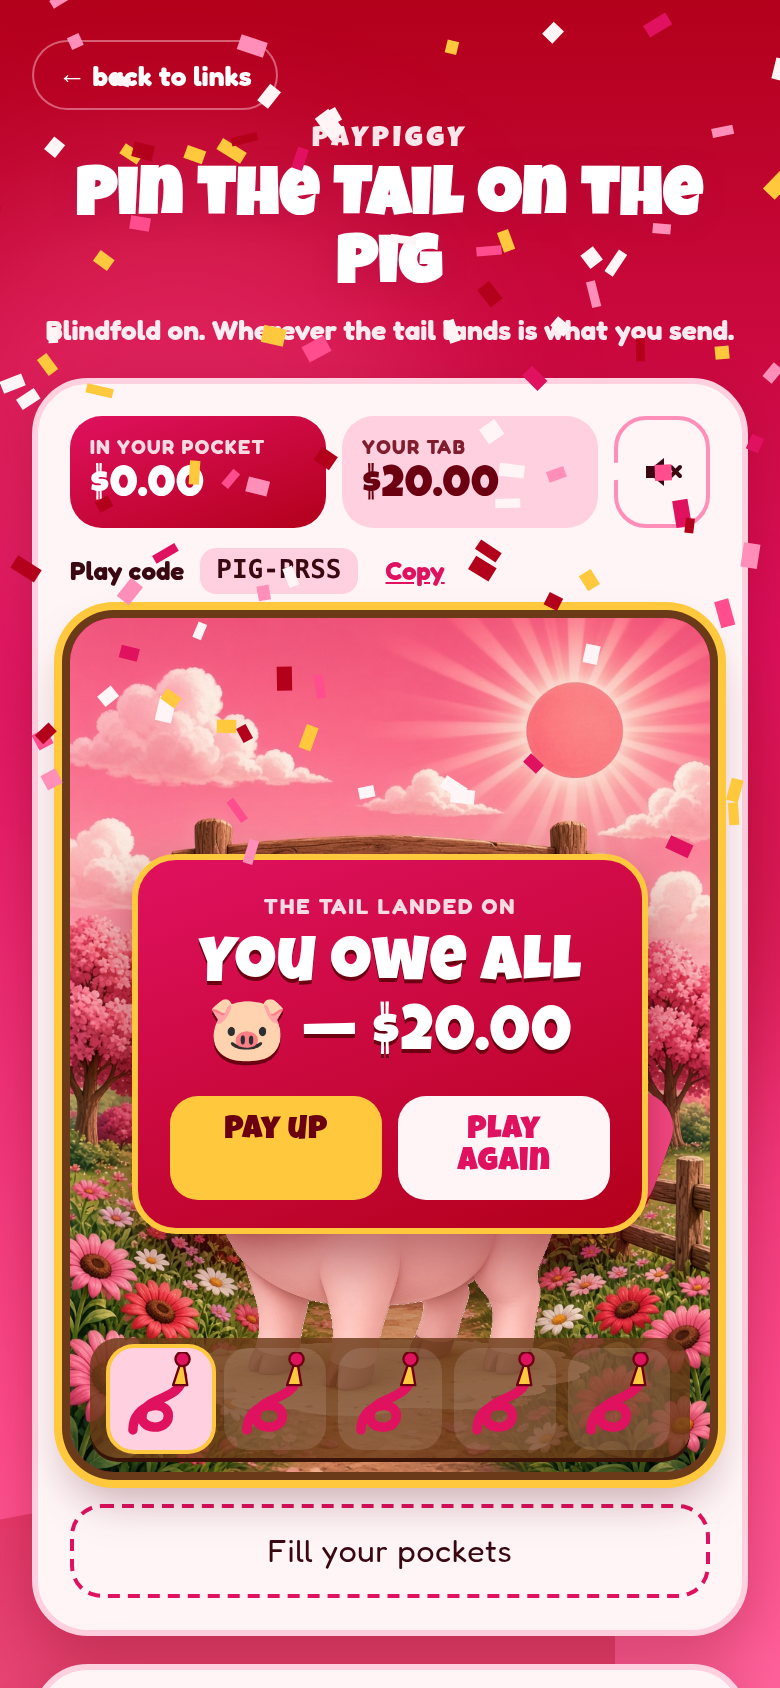 ← back to links
PAYPIGGY
Pin the Tail on the
Pig
Blindfold on. Wherever the tail lands is what you send.
IN YOUR POCKET
$0.00
YOUR TAB
$20.00
Play code PIG-PRSS Copy
THE TAIL LANDED ON
You owe ALL
🐷 — $20.00
Pay up
Play
again
Fill your pockets